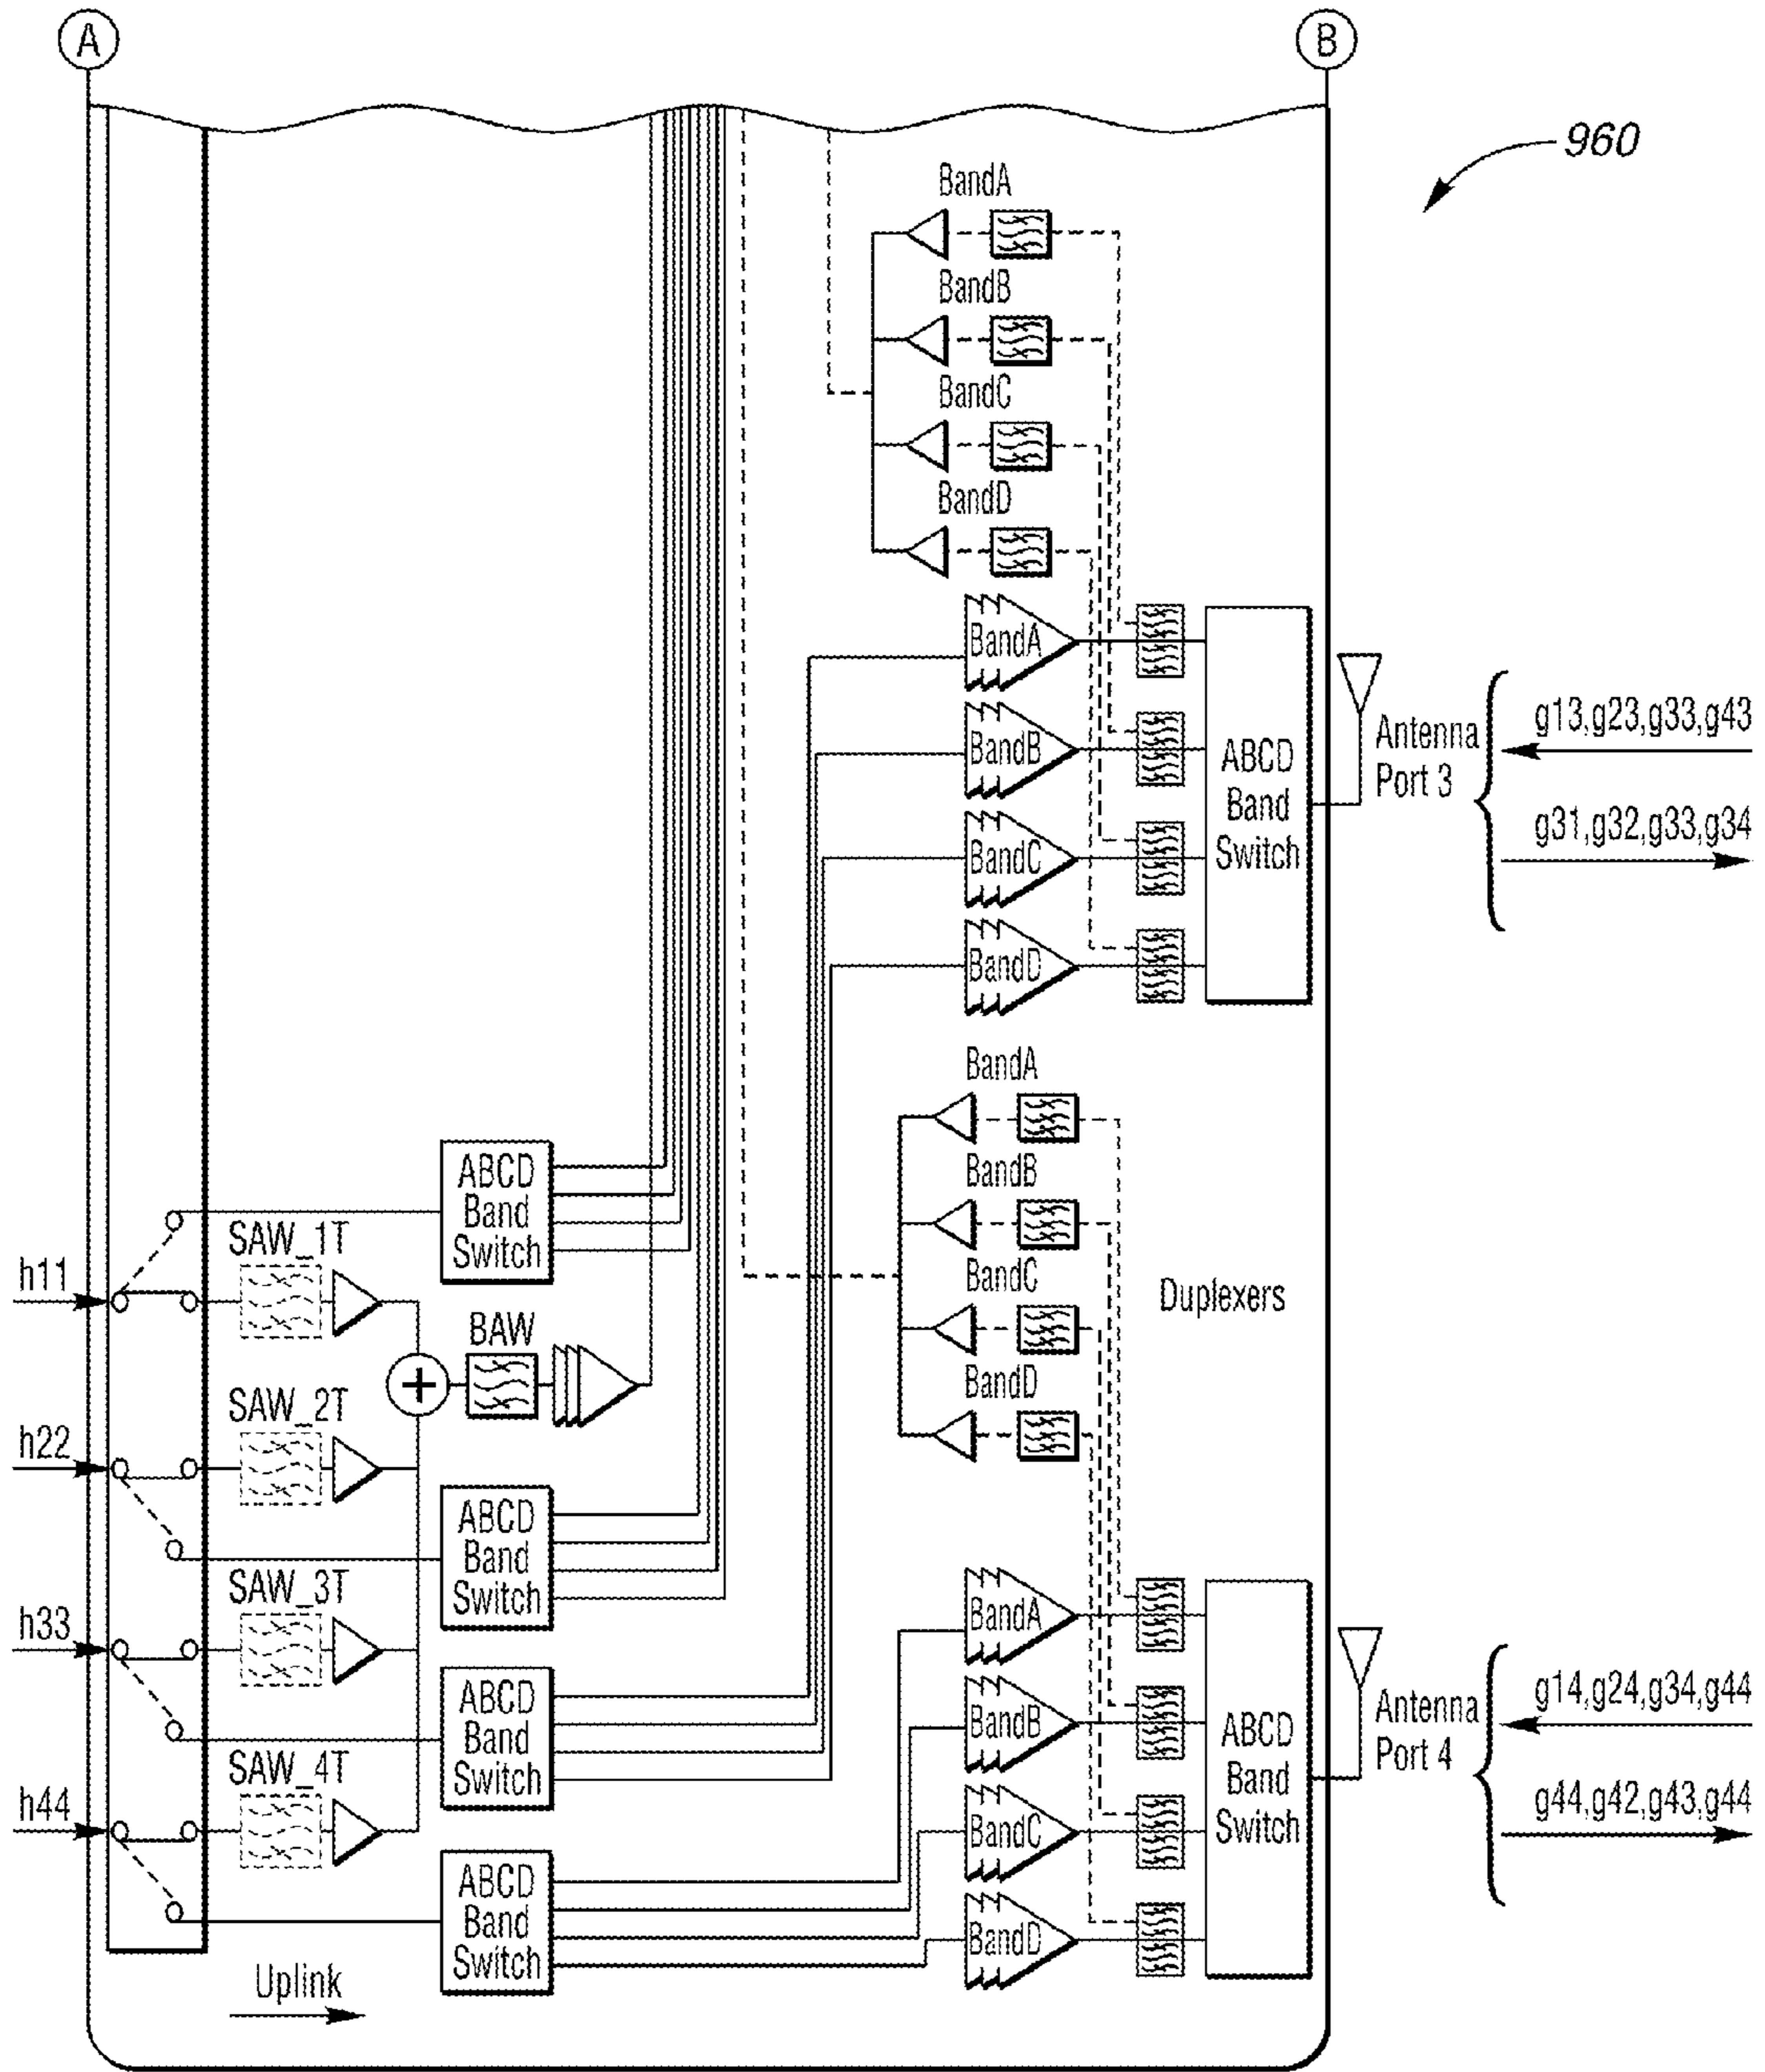 A
B
960
BandA
BandB
BandC
BandD
BandA
BandB
BandC
BandD
ABCD
Band
Switch
Antenna
Port 3
g13,g23,g33,g43
g31,g32,g33,g34
BandA
BandB
BandC
BandD
Duplexers
ABCD
Band
Switch
h11
SAW_1T
BAW
+
h22
SAW_2T
ABCD
Band
Switch
h33
SAW_3T
ABCD
Band
Switch
h44
SAW_4T
ABCD
Band
Switch
BandA
BandB
BandC
BandD
ABCD
Band
Switch
Antenna
Port 4
g14,g24,g34,g44
g44,g42,g43,g44
Uplink